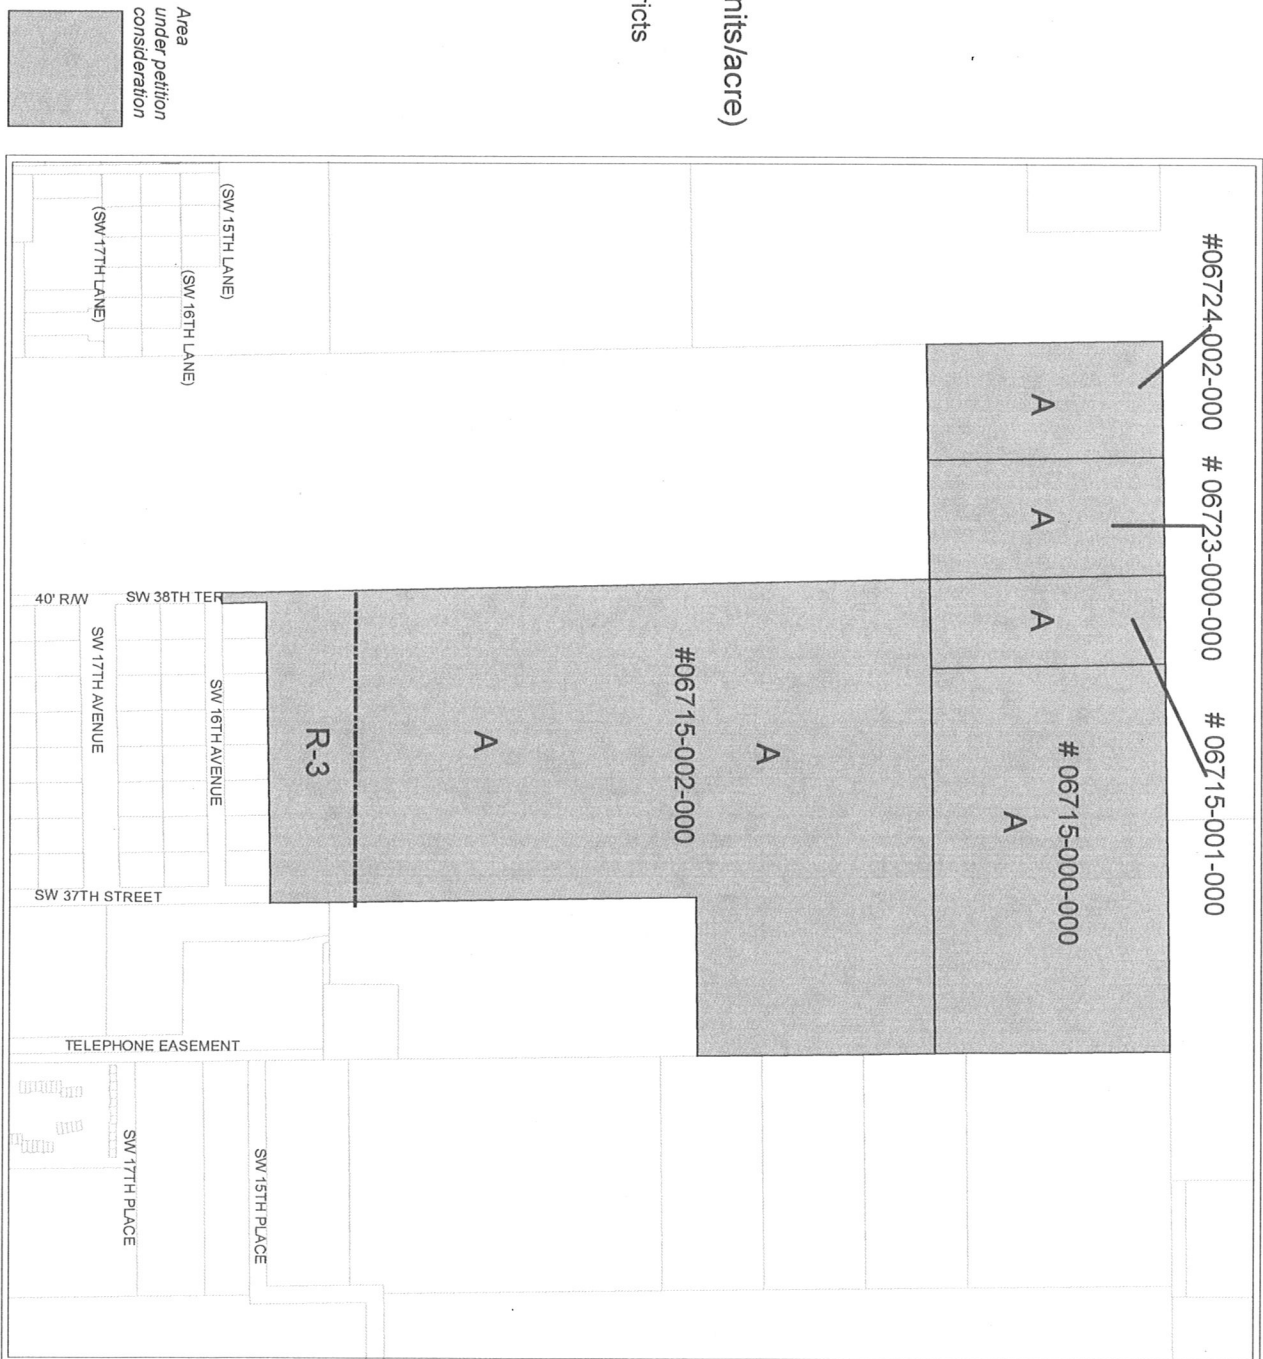 nits/acre)
ricts
Area
under petition
consideration
#06724-002-000
# 06723-000-000
# 06715-001-000
A
A
A
# 06715-000-000
A
A
#06715-002-000
A
R-3
(SW 15TH LANE)
(SW 16TH LANE)
(SW 17TH LANE)
SW 38TH TER
40' R/W
SW 16TH AVENUE
SW 17TH AVENUE
SW 37TH STREET
TELEPHONE EASEMENT
SW 15TH PLACE
SW 17TH PLACE